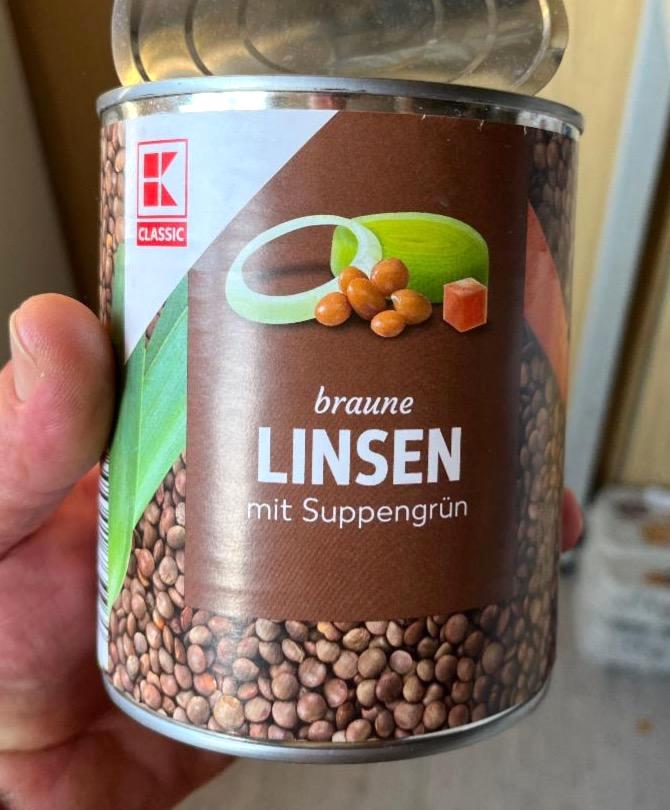 K
CLASSIC
braune
LINSEN
mit Suppengrün